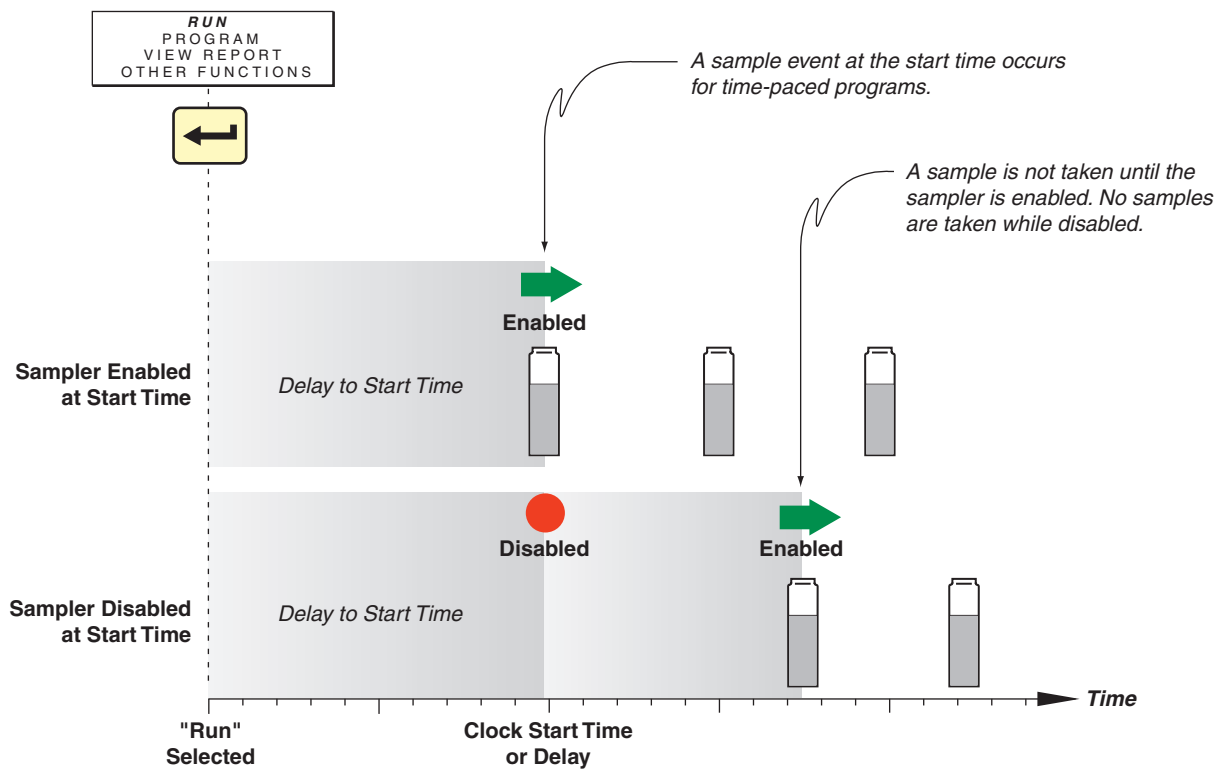 RUN
PROGRAM
VIEW REPORT
OTHER FUNCTIONS
A sample event at the start time occurs
for time-paced programs.
A sample is not taken until the
sampler is enabled. No samples
are taken while disabled.
Enabled
Sampler Enabled
at Start Time
Delay to Start Time
Disabled
Enabled
Sampler Disabled
at Start Time
Delay to Start Time
Time
"Run"
Selected
Clock Start Time
or Delay